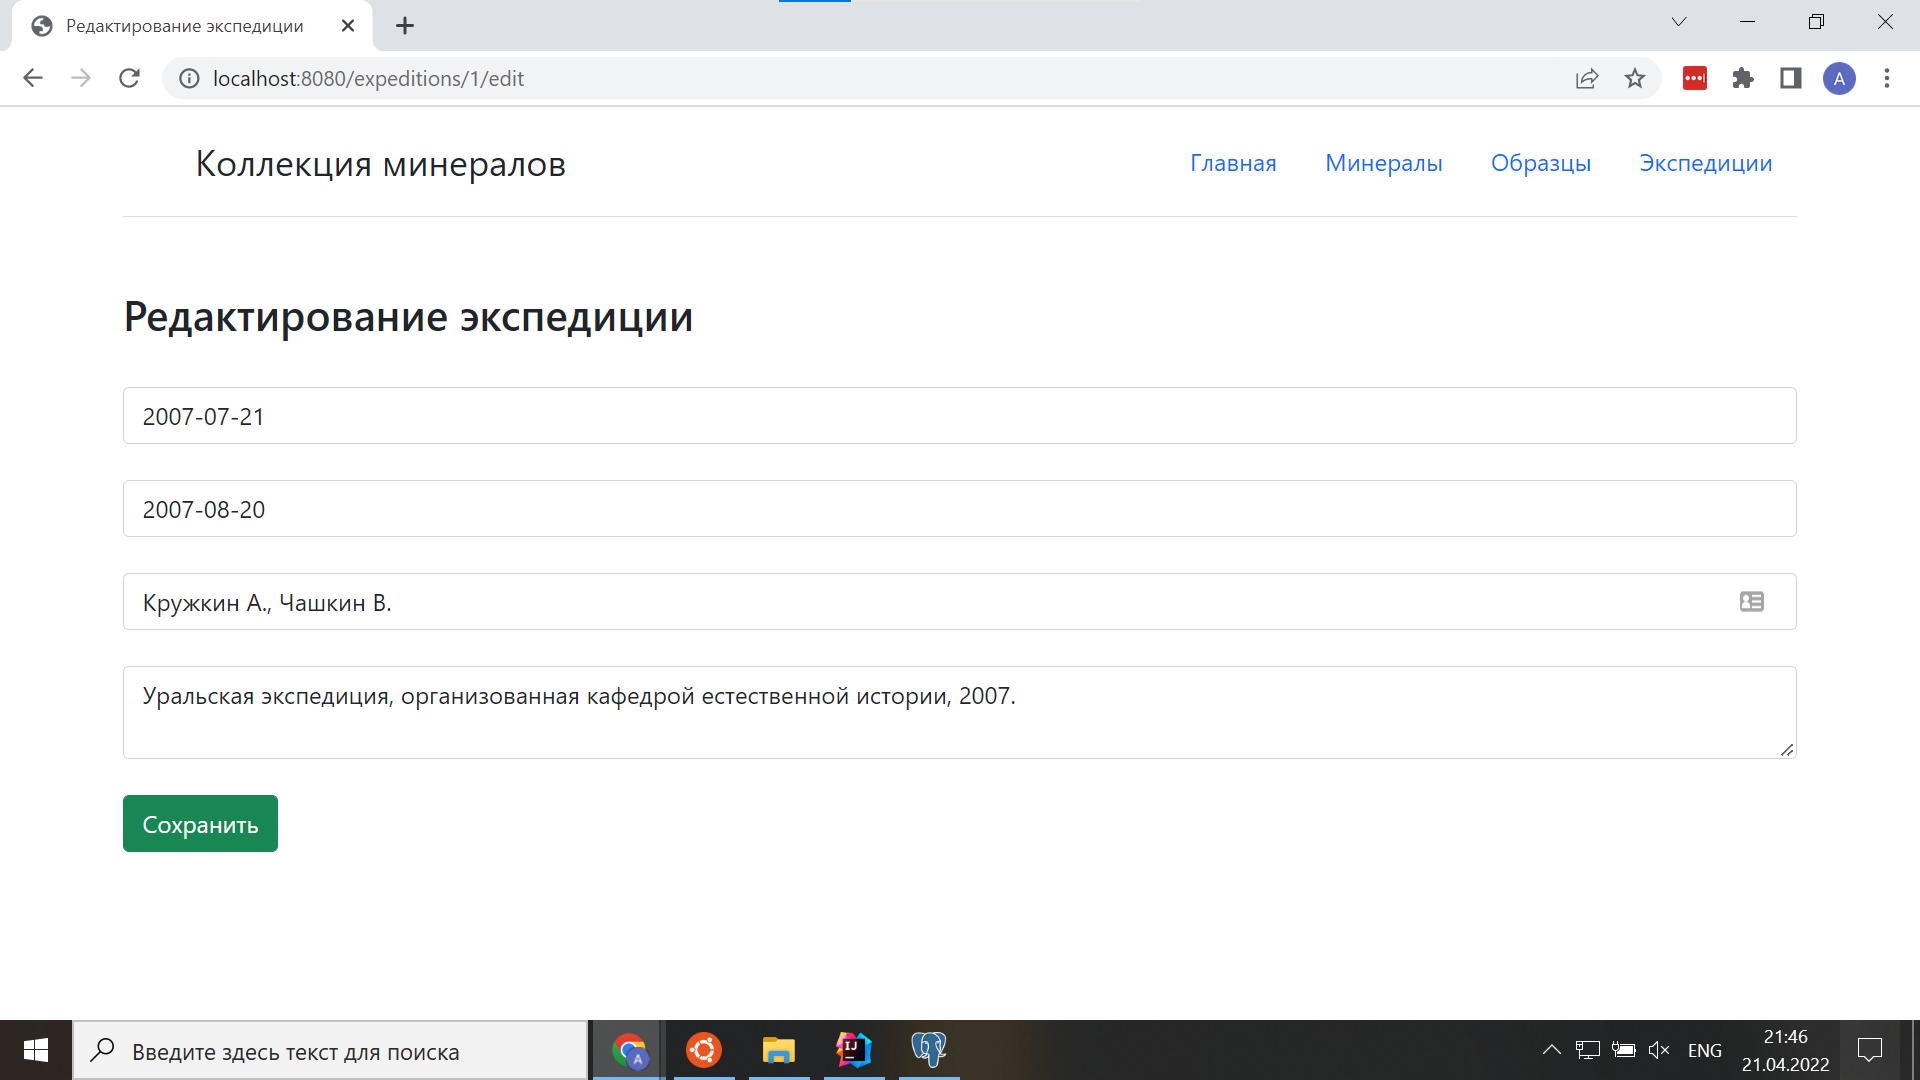 Редактирование экспедиции
localhost:8080/expeditions/1/edit
A
Коллекция минералов
Главная
Минералы
Образцы
Экспедиции
Редактирование экспедиции
2007-07-21
2007-08-20
Кружкин А., Чашкин В.
Уральская экспедиция, организованная кафедрой естественной истории, 2007.
Сохранить
Введите здесь текст для поиска
A
IJ
ENG
21:46
21.04.2022